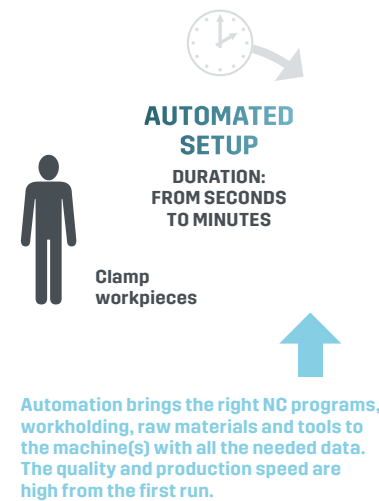 AUTOMATED
SETUP
DURATION:
FROM SECONDS
TO MINUTES
Clamp
workpieces
Automation brings the right NC programs,
workholding, raw materials and tools to
the machine(s) with all the needed data.
The quality and production speed are
high from the first run.